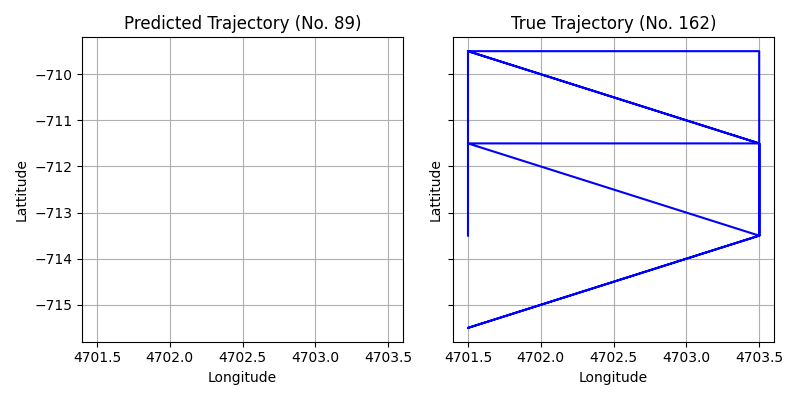 Predicted Trajectory (No. 89)
Lattitude
−710
−711
−712
−713
−714
−715
4701.5 4702.0 4702.5 4703.0 4703.5
Longitude
True Trajectory (No. 162)
Lattitude
4701.5 4702.0 4702.5 4703.0 4703.5
Longitude